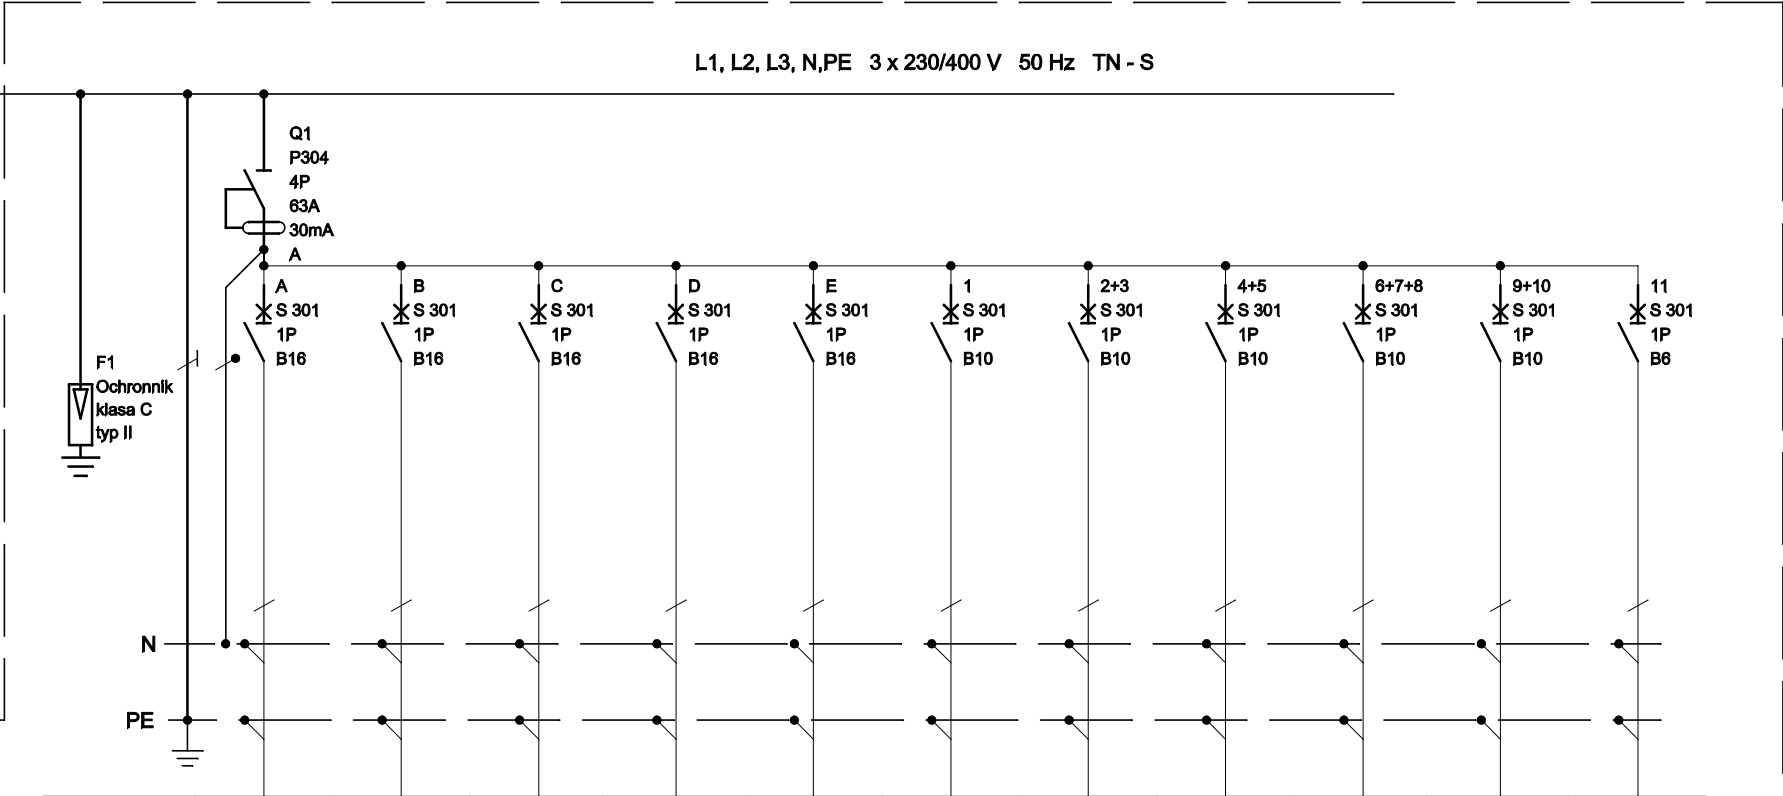 L1, L2, L3, N,PE 3 x 230/400 V 50 Hz TN - S
Q1
P304
4P
63A
30mA
A
A
S 301
1P
B16
B
S 301
1P
B16
C
S 301
1P
B16
D
S 301
1P
B16
E
S 301
1P
B16
1
S 301
1P
B10
2+3
S 301
1P
B10
4+5
S 301
1P
B10
6+7+8
S 301
1P
B10
9+10
S 301
1P
B10
11
S 301
1P
B6
F1
Ochronnik
klasa C
typ II
N
PE